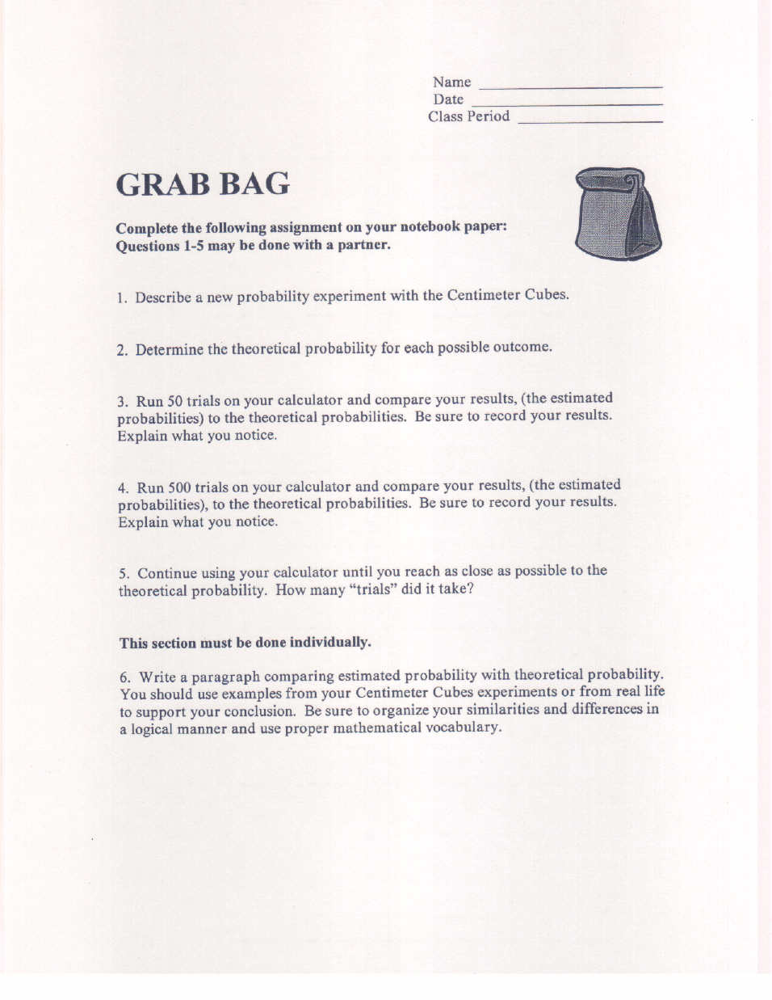 Name
Date
Class Period
GRAB BAG
Complete the following assignment on your notebook paper:
Questions 1-5 may be done with a partner.
1. Describe a new probability experiment with the Centimeter Cubes.
2. Determine the theoretical probability for each possible outcome.
3. Run 50 trials on your calculator and compare your results, (the estimated
probabilities) to the theoretical probabilities. Be sure to record your results.
Explain what you notice.
4. Run 500 trials on your calculator and compare your results, (the estimated
probabilities), to the theoretical probabilities. Be sure to record your results.
Explain what you notice.
5. Continue using your calculator until you reach as close as possible to the
theoretical probability. How many “trials” did it take?
This section must be done individually.
6. Write a paragraph comparing estimated probability with theoretical probability.
You should use examples from your Centimeter Cubes experiments or from real life
to support your conclusion. Be sure to organize your similarities and differences in
a logical manner and use proper mathematical vocabulary.